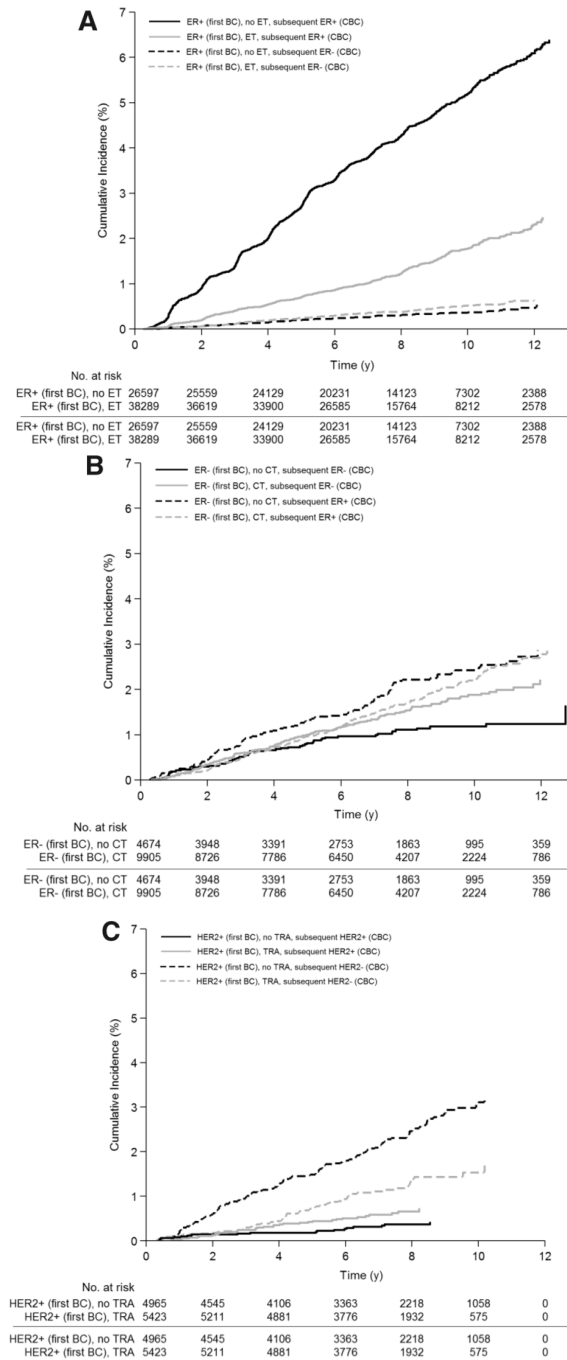 A
ER+ (first BC), no ET, subsequent ER+ (CBC)
ER+ (first BC), ET, subsequent ER+ (CBC)
ER+ (first BC), no ET, subsequent ER- (CBC)
ER+ (first BC), ET, subsequent ER- (CBC)
Cumulative Incidence (%)
7
6
5
4
3
2
1
0
2 4 6 8 10 12
Time (y)
No. at risk
ER+ (first BC), no ET 26597 25559 24129 20231 14123 7302 2388
ER+ (first BC), ET 38289 36619 33900 26585 15764 8212 2578
ER+ (first BC), no ET 26597 25559 24129 20231 14123 7302 2388
ER+ (first BC), ET 38289 36619 33900 26585 15764 8212 2578
B
ER- (first BC), no CT, subsequent ER- (CBC)
ER- (first BC), CT, subsequent ER- (CBC)
ER- (first BC), no CT, subsequent ER+ (CBC)
ER- (first BC), CT, subsequent ER+ (CBC)
Cumulative Incidence (%)
7
6
5
4
3
2
1
0
0 2 4 6 8 10 12
Time (y)
No. at risk
ER- (first BC), no CT 4674 3948 3391 2753 1863 995 359
ER- (first BC), CT 9905 8726 7786 6450 4207 2224 786
ER- (first BC), no CT 4674 3948 3391 2753 1863 995 359
ER- (first BC), CT 9905 8726 7786 6450 4207 2224 786
C
HER2+ (first BC), no TRA, subsequent HER2+ (CBC)
HER2+ (first BC), TRA, subsequent HER2+ (CBC)
HER2+ (first BC), no TRA, subsequent HER2- (CBC)
HER2+ (first BC), TRA, subsequent HER2- (CBC)
Cumulative Incidence (%)
7
6
5
4
3
2
1
0
0 2 4 6 8 10 12
Time (y)
No. at risk
HER2+ (first BC), no TRA 4965 4545 4106 3363 2218 1058 0
HER2+ (first BC), TRA 5423 5211 4881 3776 1932 575 0
HER2+ (first BC), no TRA 4965 4545 4106 3363 2218 1058 0
HER2+ (first BC), TRA 5423 5211 4881 3776 1932 575 0